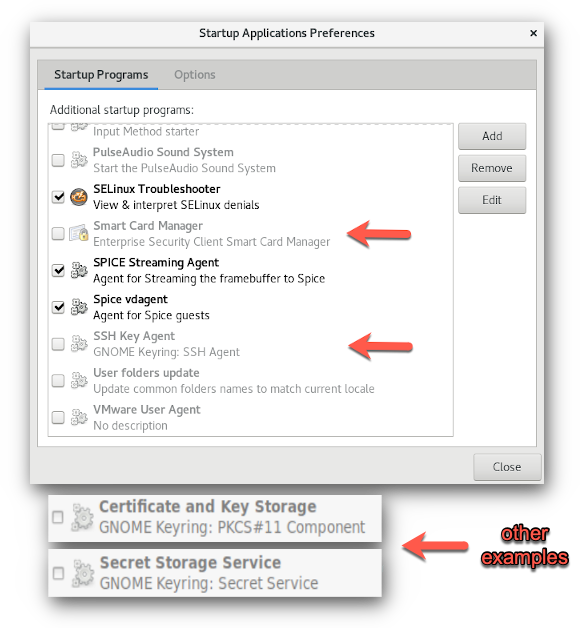 Startup Applications Preferences
×
Startup Programs
Options
Additional startup programs:
Add
Remove
Edit
Input Method starter
PulseAudio Sound System
Start the PulseAudio Sound System
SELinux Troubleshooter
View & interpret SELinux denials
Smart Card Manager
Enterprise Security Client Smart Card Manager
SPICE Streaming Agent
Agent for Streaming the framebuffer to Spice
Spice vdagent
Agent for Spice guests
SSH Key Agent
GNOME Keyring: SSH Agent
User folders update
Update common folders names to match current locale
VMware User Agent
No description
Close
Certificate and Key Storage
GNOME Keyring: PKCS#11 Component
Secret Storage Service
GNOME Keyring: Secret Service
other
examples